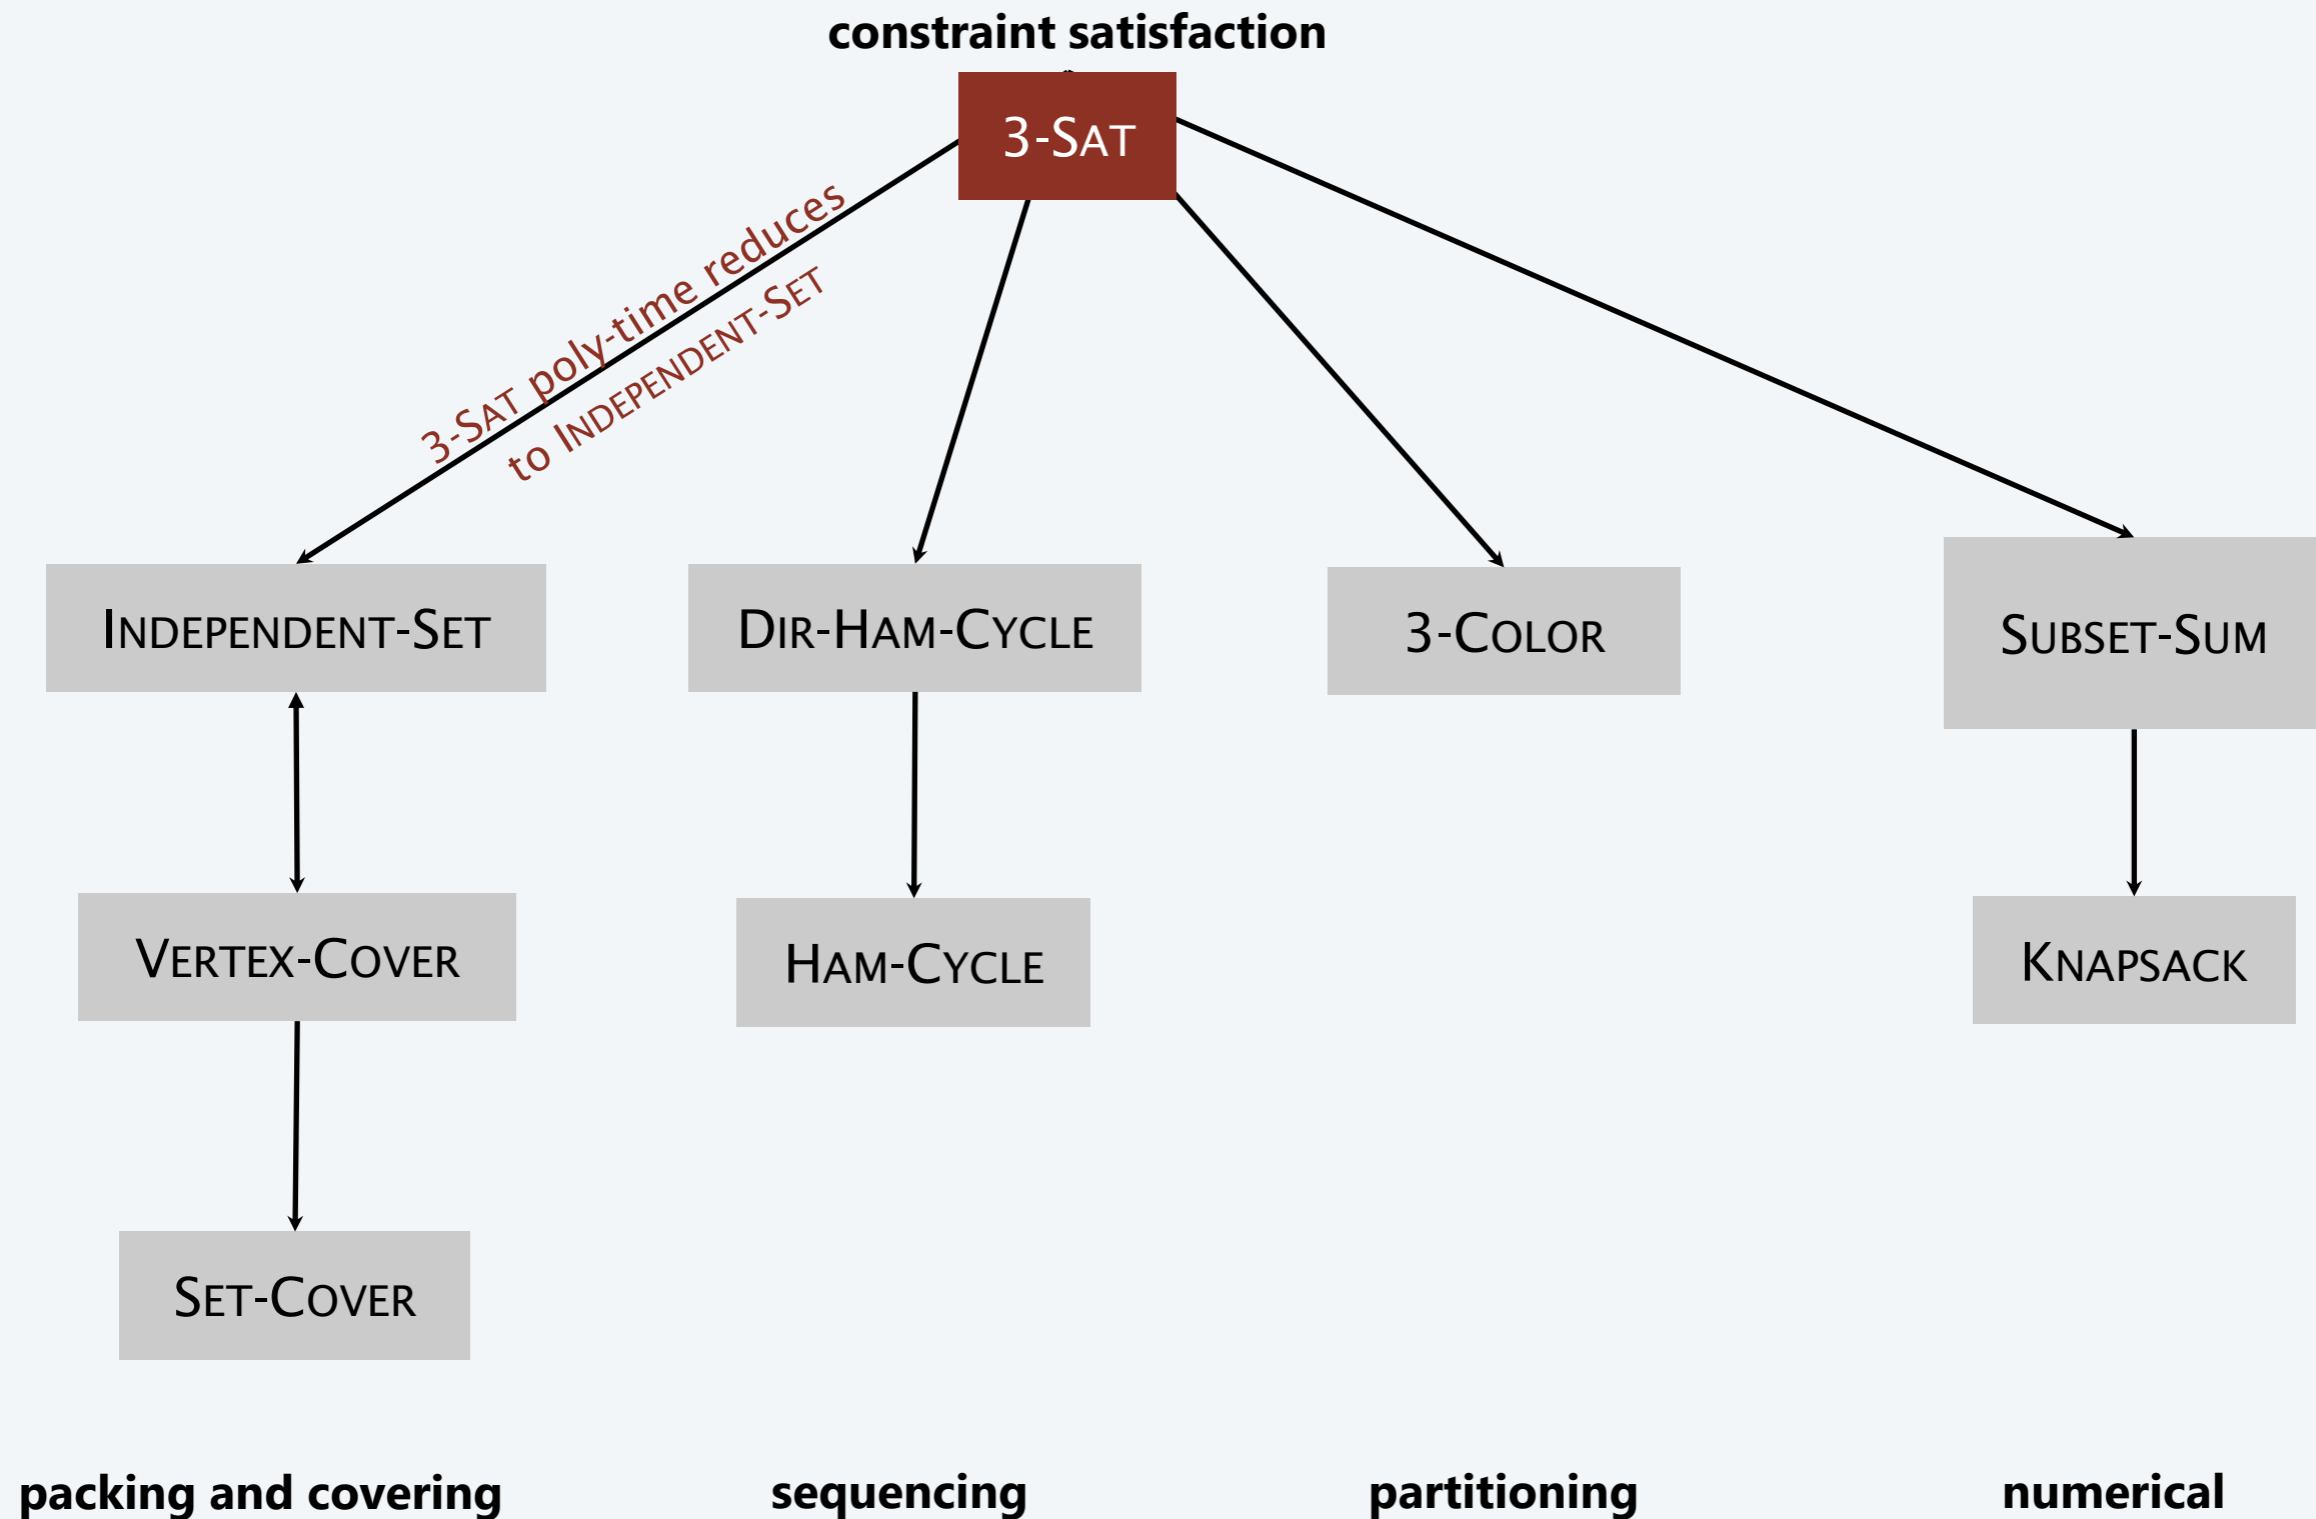 constraint satisfaction
3-SAT
3-SAT poly-time reduces
to INDEPENDENT-SET
INDEPENDENT-SET
DIR-HAM-CYCLE
3-COLOR
SUBSET-SUM
VERTEX-COVER
HAM-CYCLE
KNAPSACK
SET-COVER
packing and covering
sequencing
partitioning
numerical